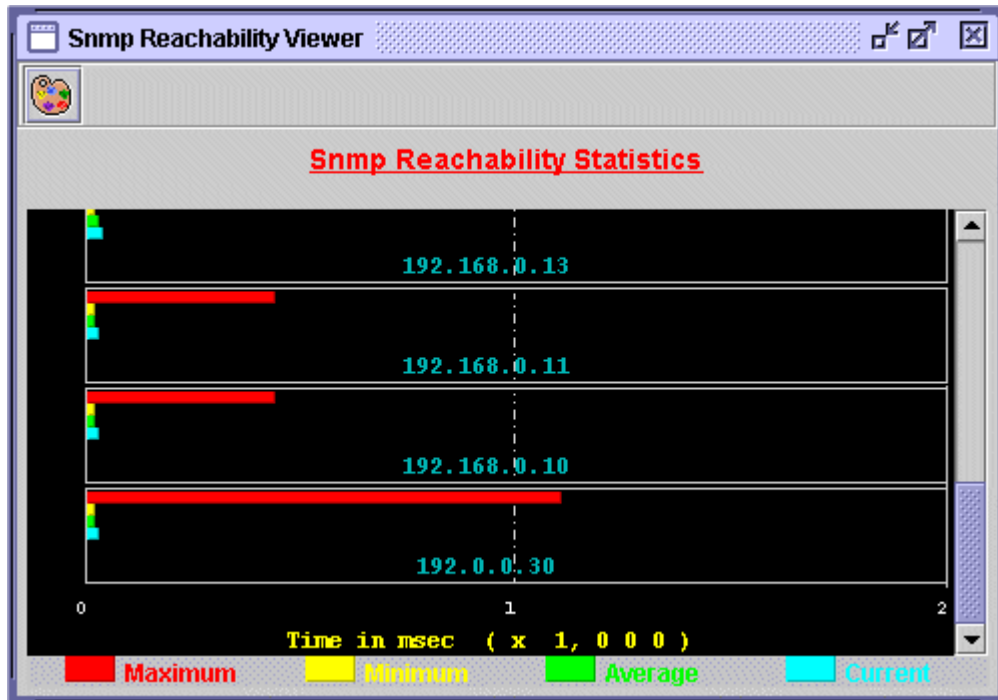 Snmp Reachability Viewer
Snmp Reachability Statistics
192.168.0.13
192.168.0.11
192.168.0.10
192.0.0.30
0 1 2
Time in msec ( x 1, 0 0 0 )
Maximum Minimum Average Current